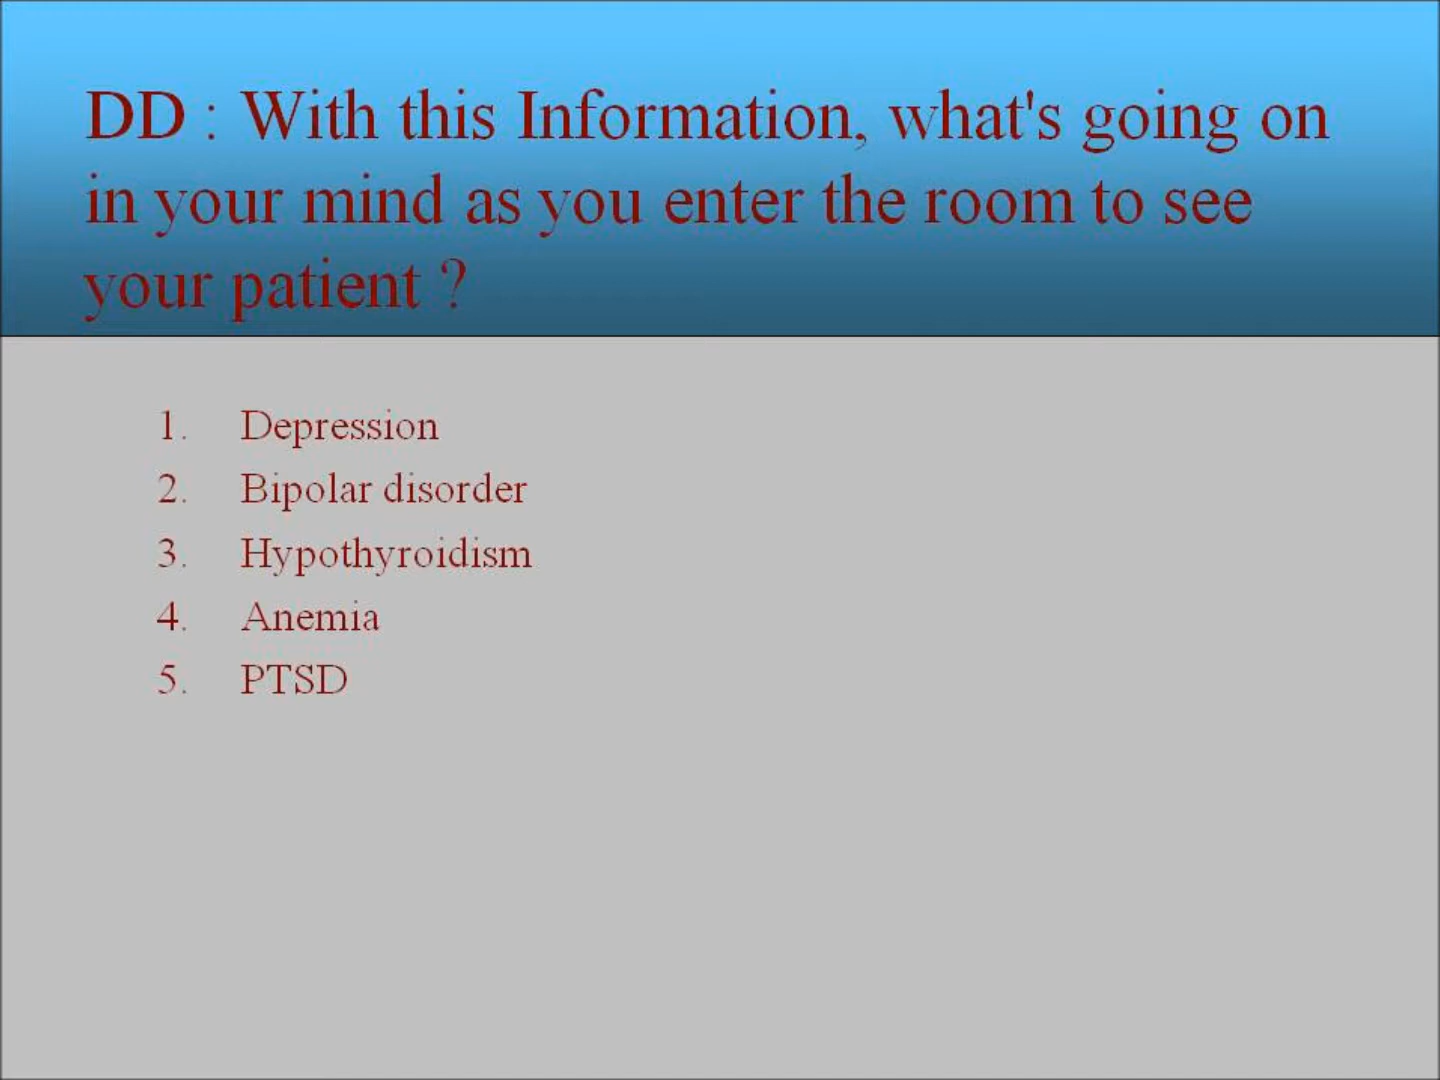 DD : With this Information, what's going on
in your mind as you enter the room to see
your patient ?
1. Depression
2. Bipolar disorder
3. Hypothyroidism
4. Anemia
5. PTSD